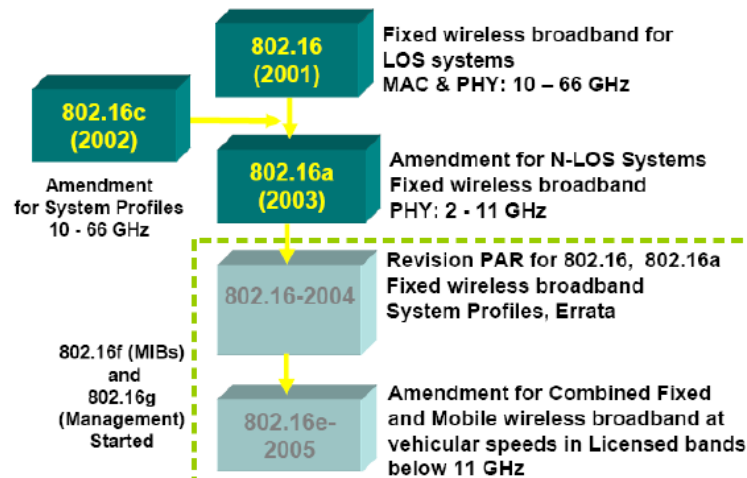 802.16
(2001)
Fixed wireless broadband for
LOS systems
MAC & PHY: 10 – 66 GHz
802.16c
(2002)
Amendment
for System Profiles
10 - 66 GHz
802.16a
(2003)
Amendment for N-LOS Systems
Fixed wireless broadband
PHY: 2 - 11 GHz
802.16-2004
Revision PAR for 802.16, 802.16a
Fixed wireless broadband
System Profiles, Errata
802.16f (MIBs)
and
802.16g
(Management)
Started
802.16e-
2005
Amendment for Combined Fixed
and Mobile wireless broadband at
vehicular speeds in Licensed bands
below 11 GHz